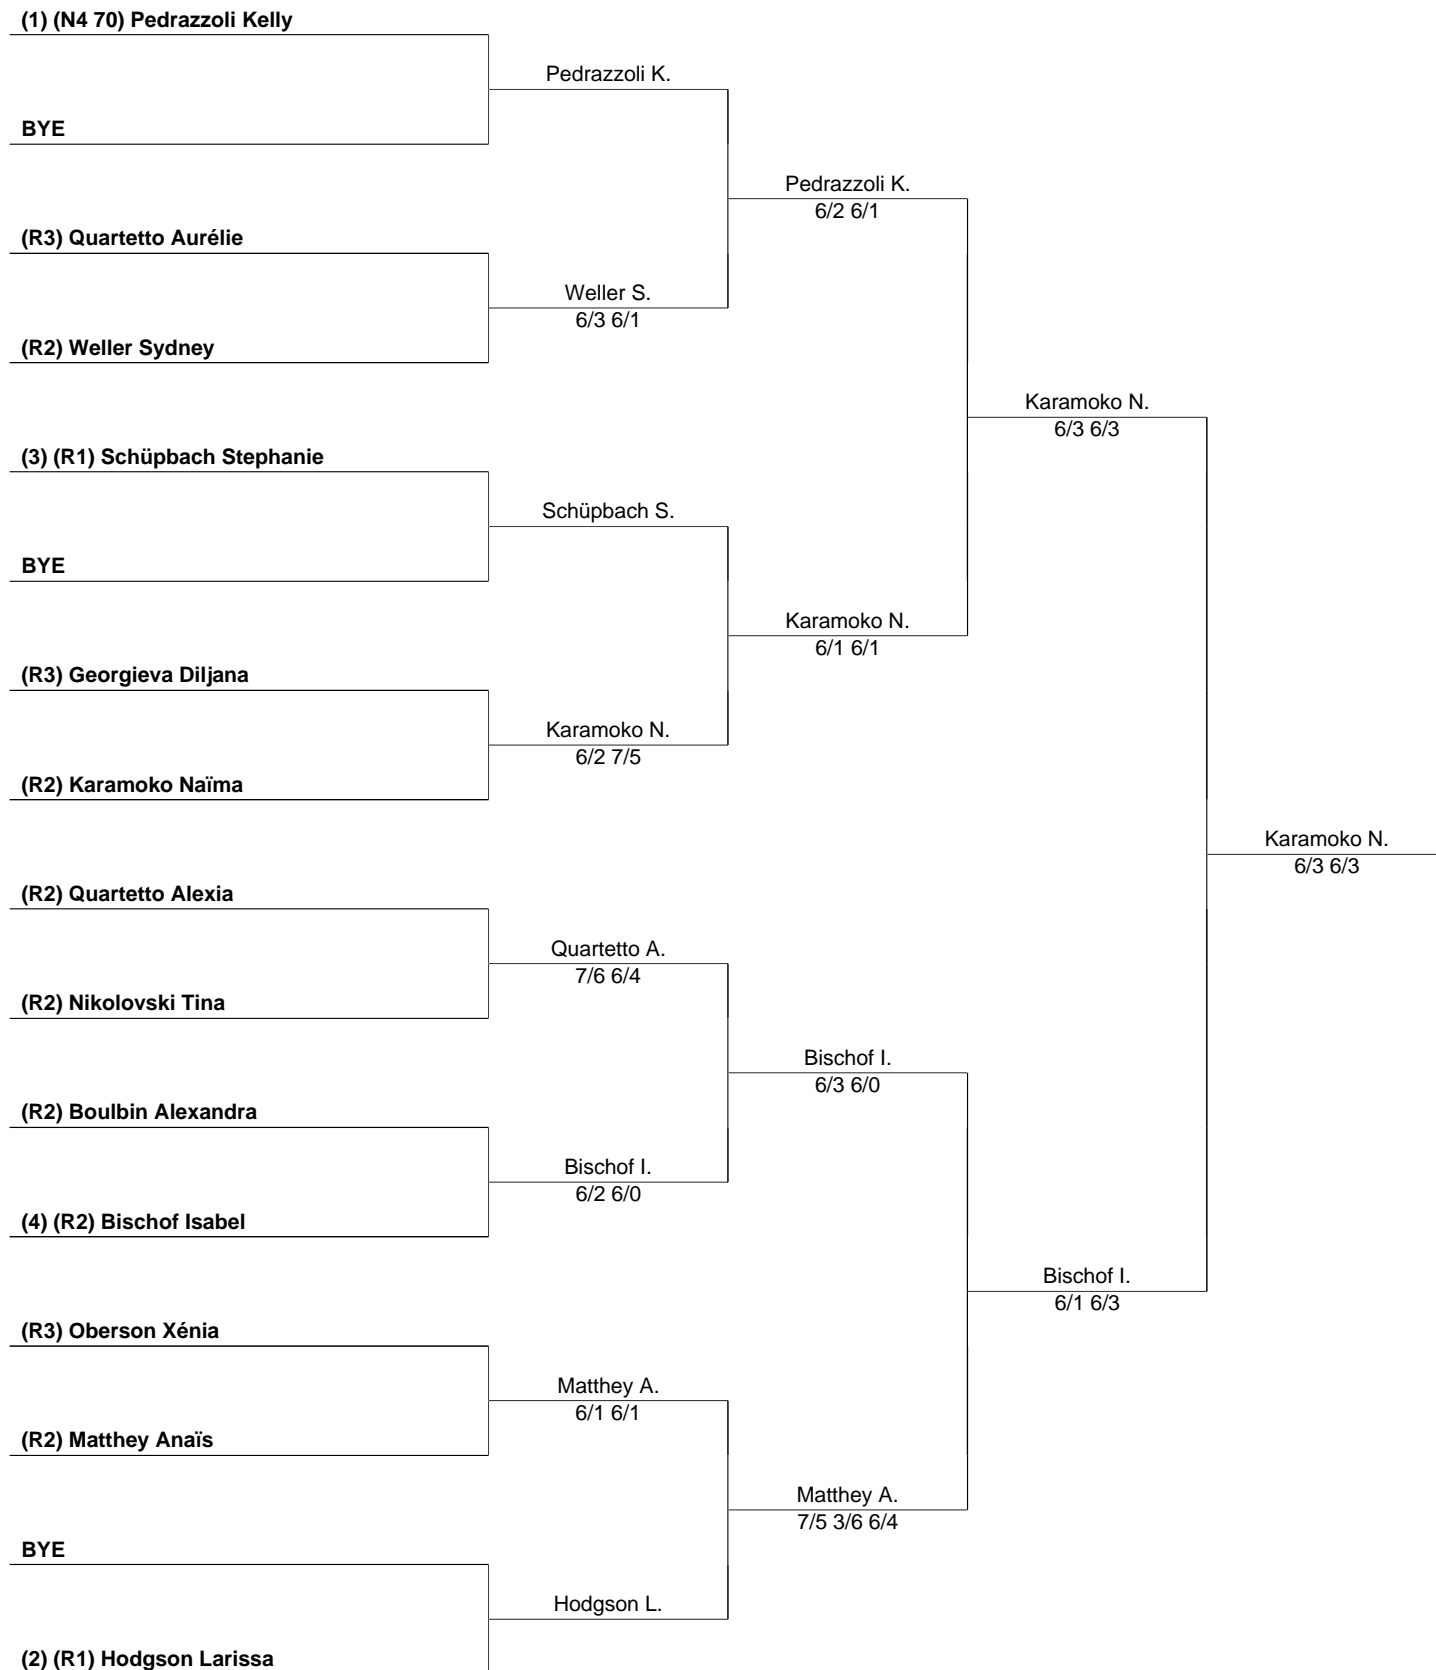 (1) (N4 70) Pedrazzoli Kelly
Pedrazzoli K.
BYE
Pedrazzoli K.
6/2 6/1
(R3) Quartetto Aurélie
Weller S.
6/3 6/1
(R2) Weller Sydney
Karamoko N.
6/3 6/3
(3) (R1) Schüpbach Stephanie
Schüpbach S.
BYE
Karamoko N.
6/1 6/1
(R3) Georgieva Diljana
Karamoko N.
6/2 7/5
(R2) Karamoko Naïma
Karamoko N.
6/3 6/3
(R2) Quartetto Alexia
Quartetto A.
7/6 6/4
(R2) Nikolovski Tina
Bischof I.
6/3 6/0
(R2) Boulbin Alexandra
Bischof I.
6/2 6/0
(4) (R2) Bischof Isabel
Bischof I.
6/1 6/3
(R3) Oberson Xénia
Matthey A.
6/1 6/1
(R2) Matthey Anaïs
Matthey A.
7/5 3/6 6/4
BYE
Hodgson L.
(2) (R1) Hodgson Larissa